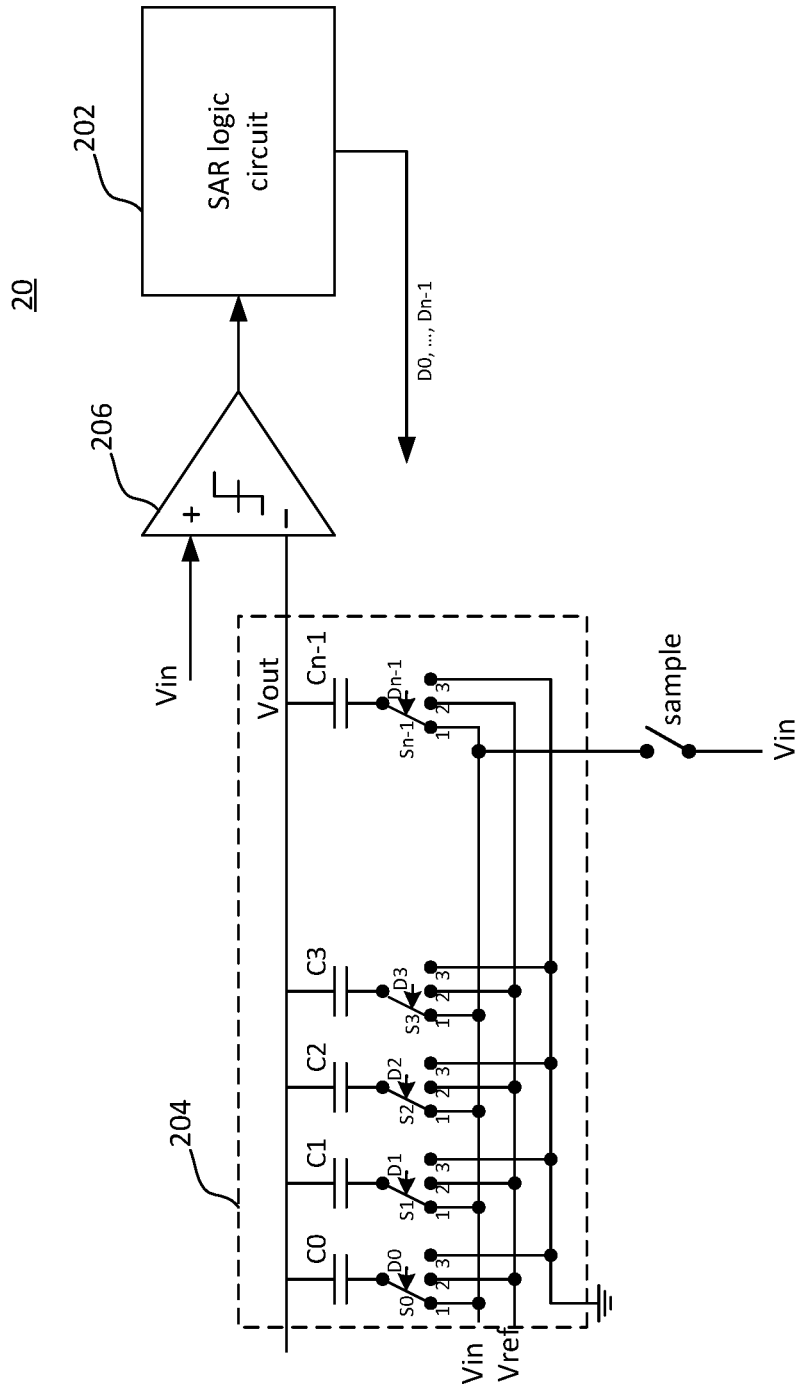 20
206
202
SAR logic
circuit
D0, ..., Dn-1
Vin
+
−
Vout
204
C0
C1
C2
C3
Cn-1
S0
D0
1
2
3
S1
D1
1
2
3
S2
D2
1
2
3
S3
D3
1
2
3
Sn-1
Dn-1
1
2
3
Vin
Vref
sample
Vin